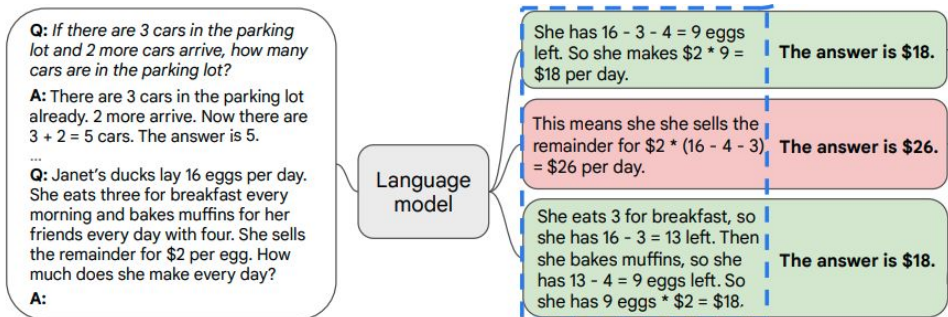 Q: If there are 3 cars in the parking
lot and 2 more cars arrive, how many
cars are in the parking lot?
A: There are 3 cars in the parking lot
already. 2 more arrive. Now there are
3 + 2 = 5 cars. The answer is 5.
...
Q: Janet's ducks lay 16 eggs per day.
She eats three for breakfast every
morning and bakes muffins for her
friends every day with four. She sells
the remainder for $2 per egg. How
much does she make every day?
A:
Language
model
She has 16 - 3 - 4 = 9 eggs
left. So she makes $2 * 9 =
$18 per day.
The answer is $18.
This means she she sells the
remainder for $2 * (16 - 4 - 3)
= $26 per day.
The answer is $26.
She eats 3 for breakfast, so
she has 16 - 3 = 13 left. Then
she bakes muffins, so she
has 13 - 4 = 9 eggs left. So
she has 9 eggs * $2 = $18.
The answer is $18.